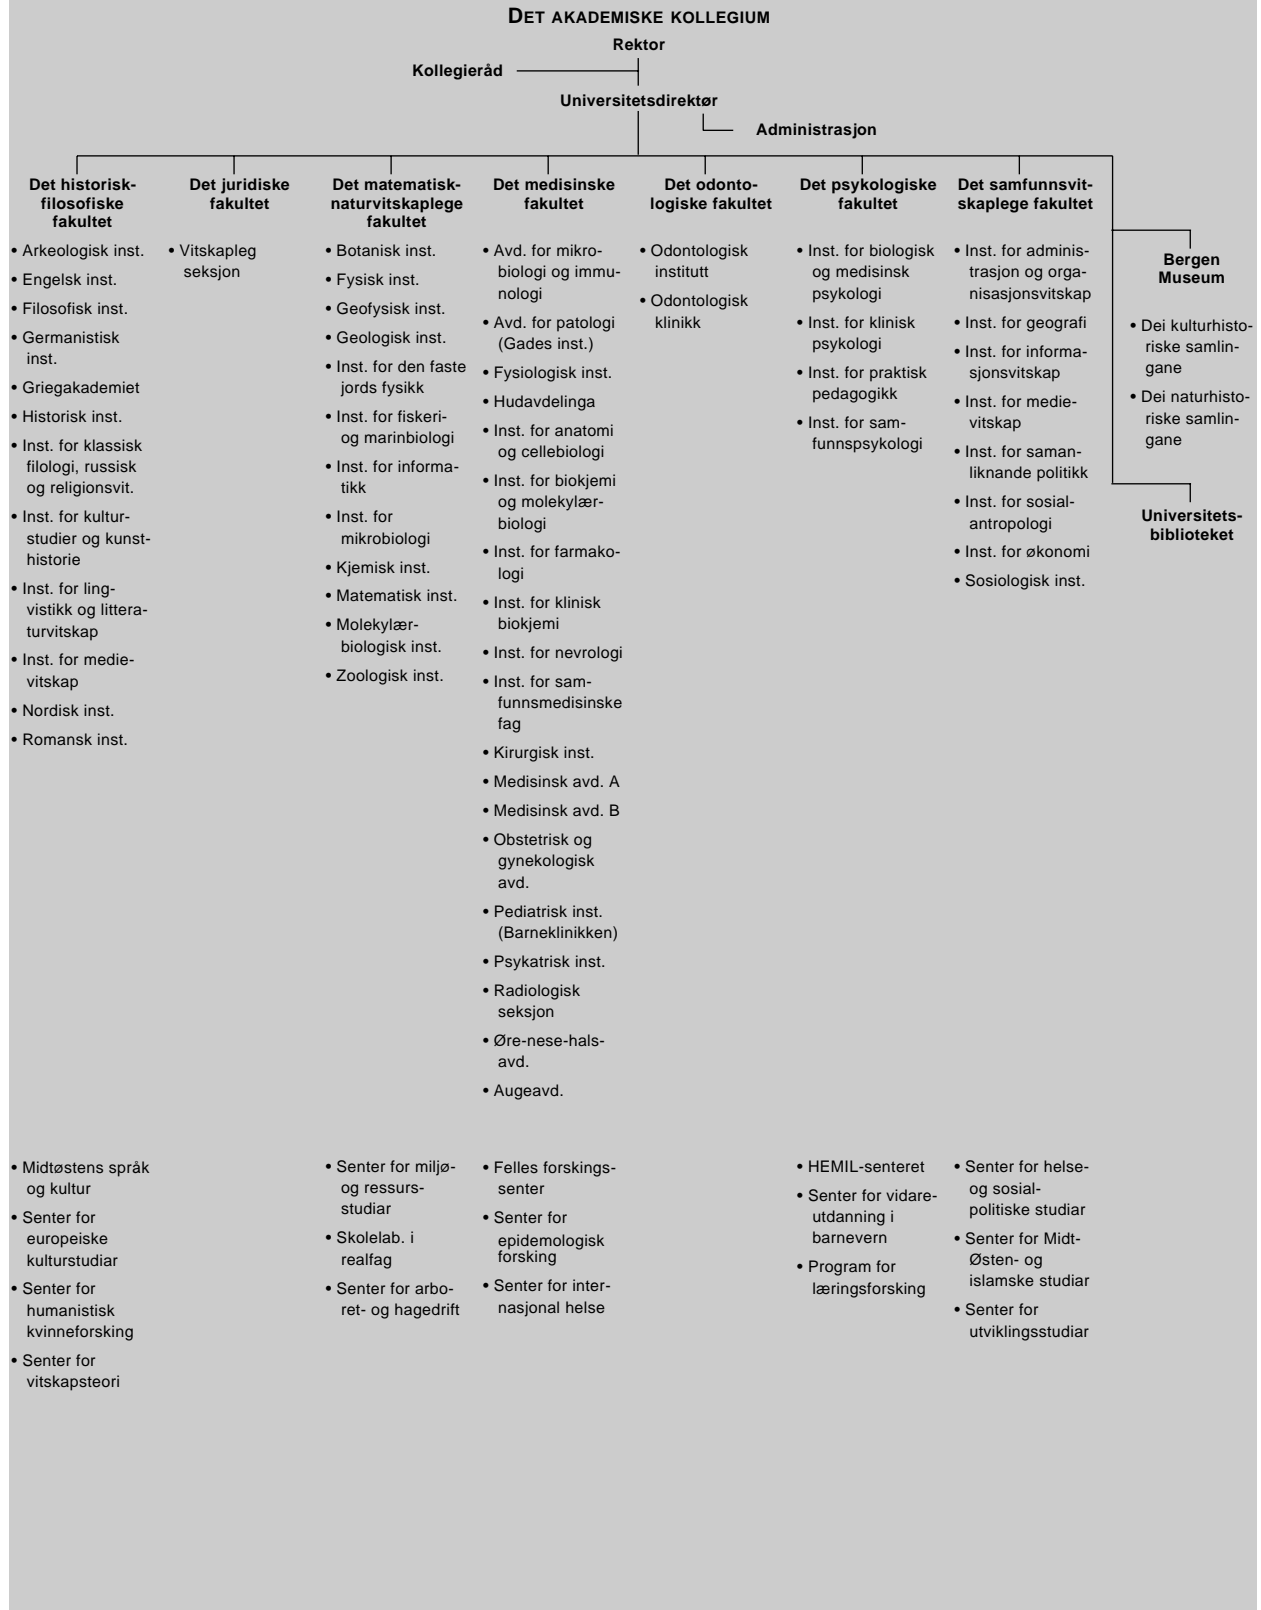 DET AKADEMISKE KOLLEGIUM
Rektor
Kollegieråd
Universitetsdirektør
Administrasjon
Det historisk-
filosofiske
fakultet
• Arkeologisk inst.
• Engelsk inst.
• Filosofisk inst.
• Germanistisk
inst.
• Griegakademiet
• Historisk inst.
• Inst. for klassisk
filologi, russisk
og religionsvit.
• Inst. for kultur-
studier og kunst-
historie
• Inst. for ling-
vistikk og littera-
turvitskap
• Inst. for medie-
vitskap
• Nordisk inst.
• Romansk inst.
• Midtøstens språk
og kultur
• Senter for
europeiske
kulturstudiar
• Senter for
humanistisk
kvinneforsking
• Senter for
vitskapsteori
Det juridiske
fakultet
• Vitskapleg
seksjon
Det matematisk-
naturvitskaplege
fakultet
• Botanisk inst.
• Fysisk inst.
• Geofysisk inst.
• Geologisk inst.
• Inst. for den faste
jords fysikk
• Inst. for fiskeri-
og marinbiologi
• Inst. for informa-
tikk
• Inst. for
mikrobiologi
• Kjemisk inst.
• Matematisk inst.
• Molekylær-
biologisk inst.
• Zoologisk inst.
• Senter for miljø-
og ressurs-
studiar
• Skolelab. i
realfag
• Senter for arbo-
ret- og hagedrift
Det medisinske
fakultet
• Avd. for mikro-
biologi og immu-
nologi
• Avd. for patologi
(Gades inst.)
• Fysiologisk inst.
• Hudavdelinga
• Inst. for anatomi
og cellebiologi
• Inst. for biokjemi
og molekylær-
biologi
• Inst. for farmako-
logi
• Inst. for klinisk
biokjemi
• Inst. for nevrologi
• Inst. for sam-
funnsmedisinske
fag
• Kirurgisk inst.
• Medisinsk avd. A
• Medisinsk avd. B
• Obstetrisk og
gynekologisk
avd.
• Pediatrisk inst.
(Barneklinikken)
• Psykatrisk inst.
• Radiologisk
seksjon
• Øre-nese-hals-
avd.
• Augeavd.
• Felles forskings-
senter
• Senter for
epidemologisk
forsking
• Senter for inter-
nasjonal helse
Det odonto-
logiske fakultet
• Odontologisk
institutt
• Odontologisk
klinikk
Det psykologiske
fakultet
• Inst. for biologisk
og medisinsk
psykologi
• Inst. for klinisk
psykologi
• Inst. for praktisk
pedagogikk
• Inst. for sam-
funnspsykologi
• HEMIL-senteret
• Senter for vidare-
utdanning i
barnevern
• Program for
læringsforsking
Det samfunnsvit-
skaplege fakultet
• Inst. for adminis-
trasjon og orga-
nisasjonsvitskap
• Inst. for geografi
• Inst. for informa-
sjonsvitskap
• Inst. for medie-
vitskap
• Inst. for saman-
liknande politikk
• Inst. for sosial-
antropologi
• Inst. for økonomi
• Sosiologisk inst.
• Senter for helse-
og sosial-
politiske studiar
• Senter for Midt-
Østen- og
islamske studiar
• Senter for
utviklingsstudiar
Bergen
Museum
• Dei kulturhisto-
riske samlin-
gane
• Dei naturhisto-
riske samlin-
gane
Universitets-
biblioteket